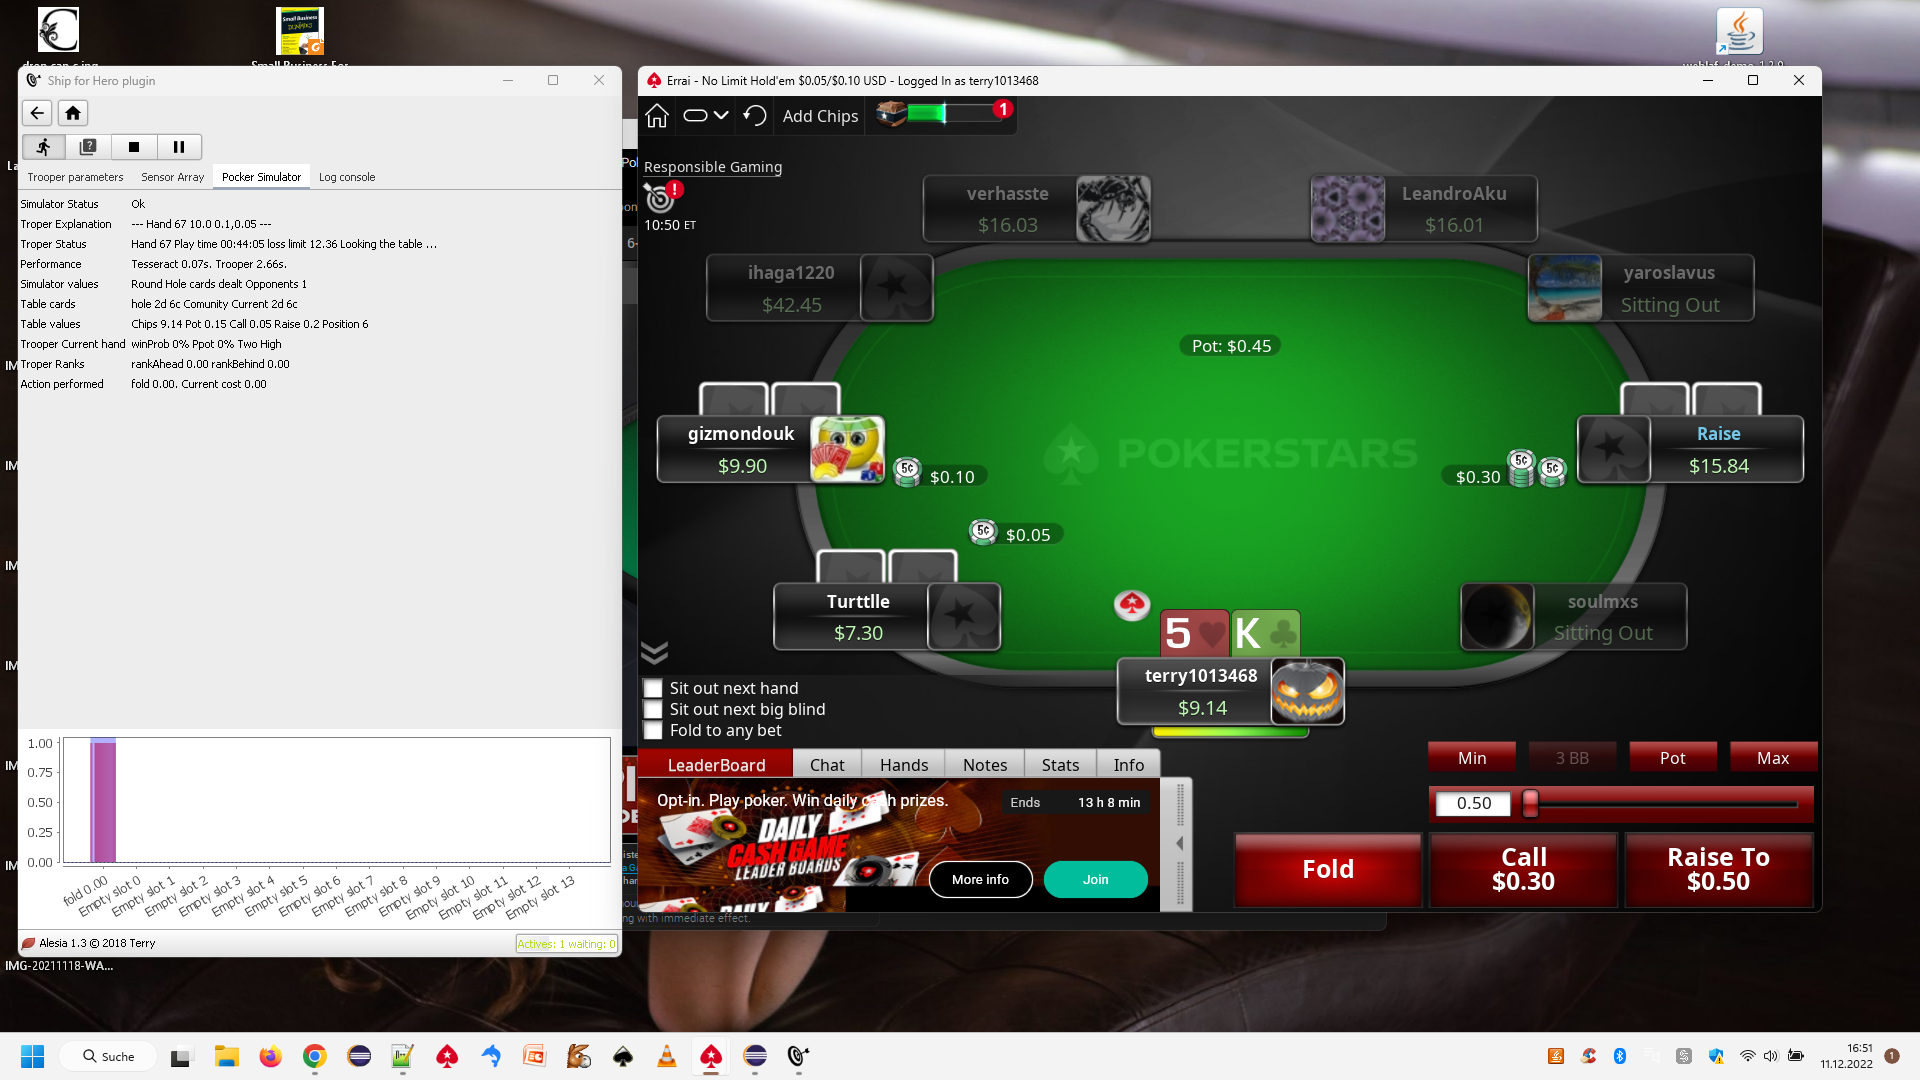 Ship for Hero plugin
Trooper parameters
Sensor Array
Pocker Simulator
Log console
Simulator Status Ok
Troper Explanation --- Hand 67 10.0 0.1,0.05 ---
Troper Status Hand 67 Play time 00:44:05 loss limit 12.36 Looking the table ...
Performance Tesseract 0.07s. Trooper 2.66s.
Simulator values Round Hole cards dealt Opponents 1
Table cards hole 2d 6c Comunity Current 2d 6c
Table values Chips 9.14 Pot 0.15 Call 0.05 Raise 0.2 Position 6
Trooper Current hand winProb 0% Ppot 0% Two High
Troper Ranks rankAhead 0.00 rankBehind 0.00
Action performed fold 0.00. Current cost 0.00
1.00
0.75
0.50
0.25
0.00
fold 0.00
Empty slot 0
Empty slot 1
Empty slot 2
Empty slot 3
Empty slot 4
Empty slot 5
Empty slot 6
Empty slot 7
Empty slot 8
Empty slot 9
Empty slot 10
Empty slot 11
Empty slot 12
Empty slot 13
Alesia 1.3 © 2018 Terry
Actives: 1 waiting: 0
IMG-20211118-WA...
Errai - No Limit Hold'em $0.05/$0.10 USD - Logged In as terry1013468
Add Chips
1
Responsible Gaming
!
10:50 ET
verhasste
$16.03
LeandroAku
$16.01
ihaga1220
$42.45
yaroslavus
Sitting Out
Pot: $0.45
gizmondouk
$9.90
5¢
$0.10
POKERSTARS
$0.30
5¢
5¢
Raise
$15.84
5¢
$0.05
Turttlle
$7.30
soulmxs
Sitting Out
5
K
terry1013468
$9.14
Sit out next hand
Sit out next big blind
Fold to any bet
LeaderBoard
Chat
Hands
Notes
Stats
Info
Opt-in. Play poker. Win daily cash prizes.
Ends 13 h 8 min
DAILY
CASH GAME
LEADER BOARDS
More info
Join
DAILY
Min
3 BB
Pot
Max
0.50
Fold
Call
$0.30
Raise To
$0.50
ng with immediate effect.
Suche
16:51
11.12.2022
1